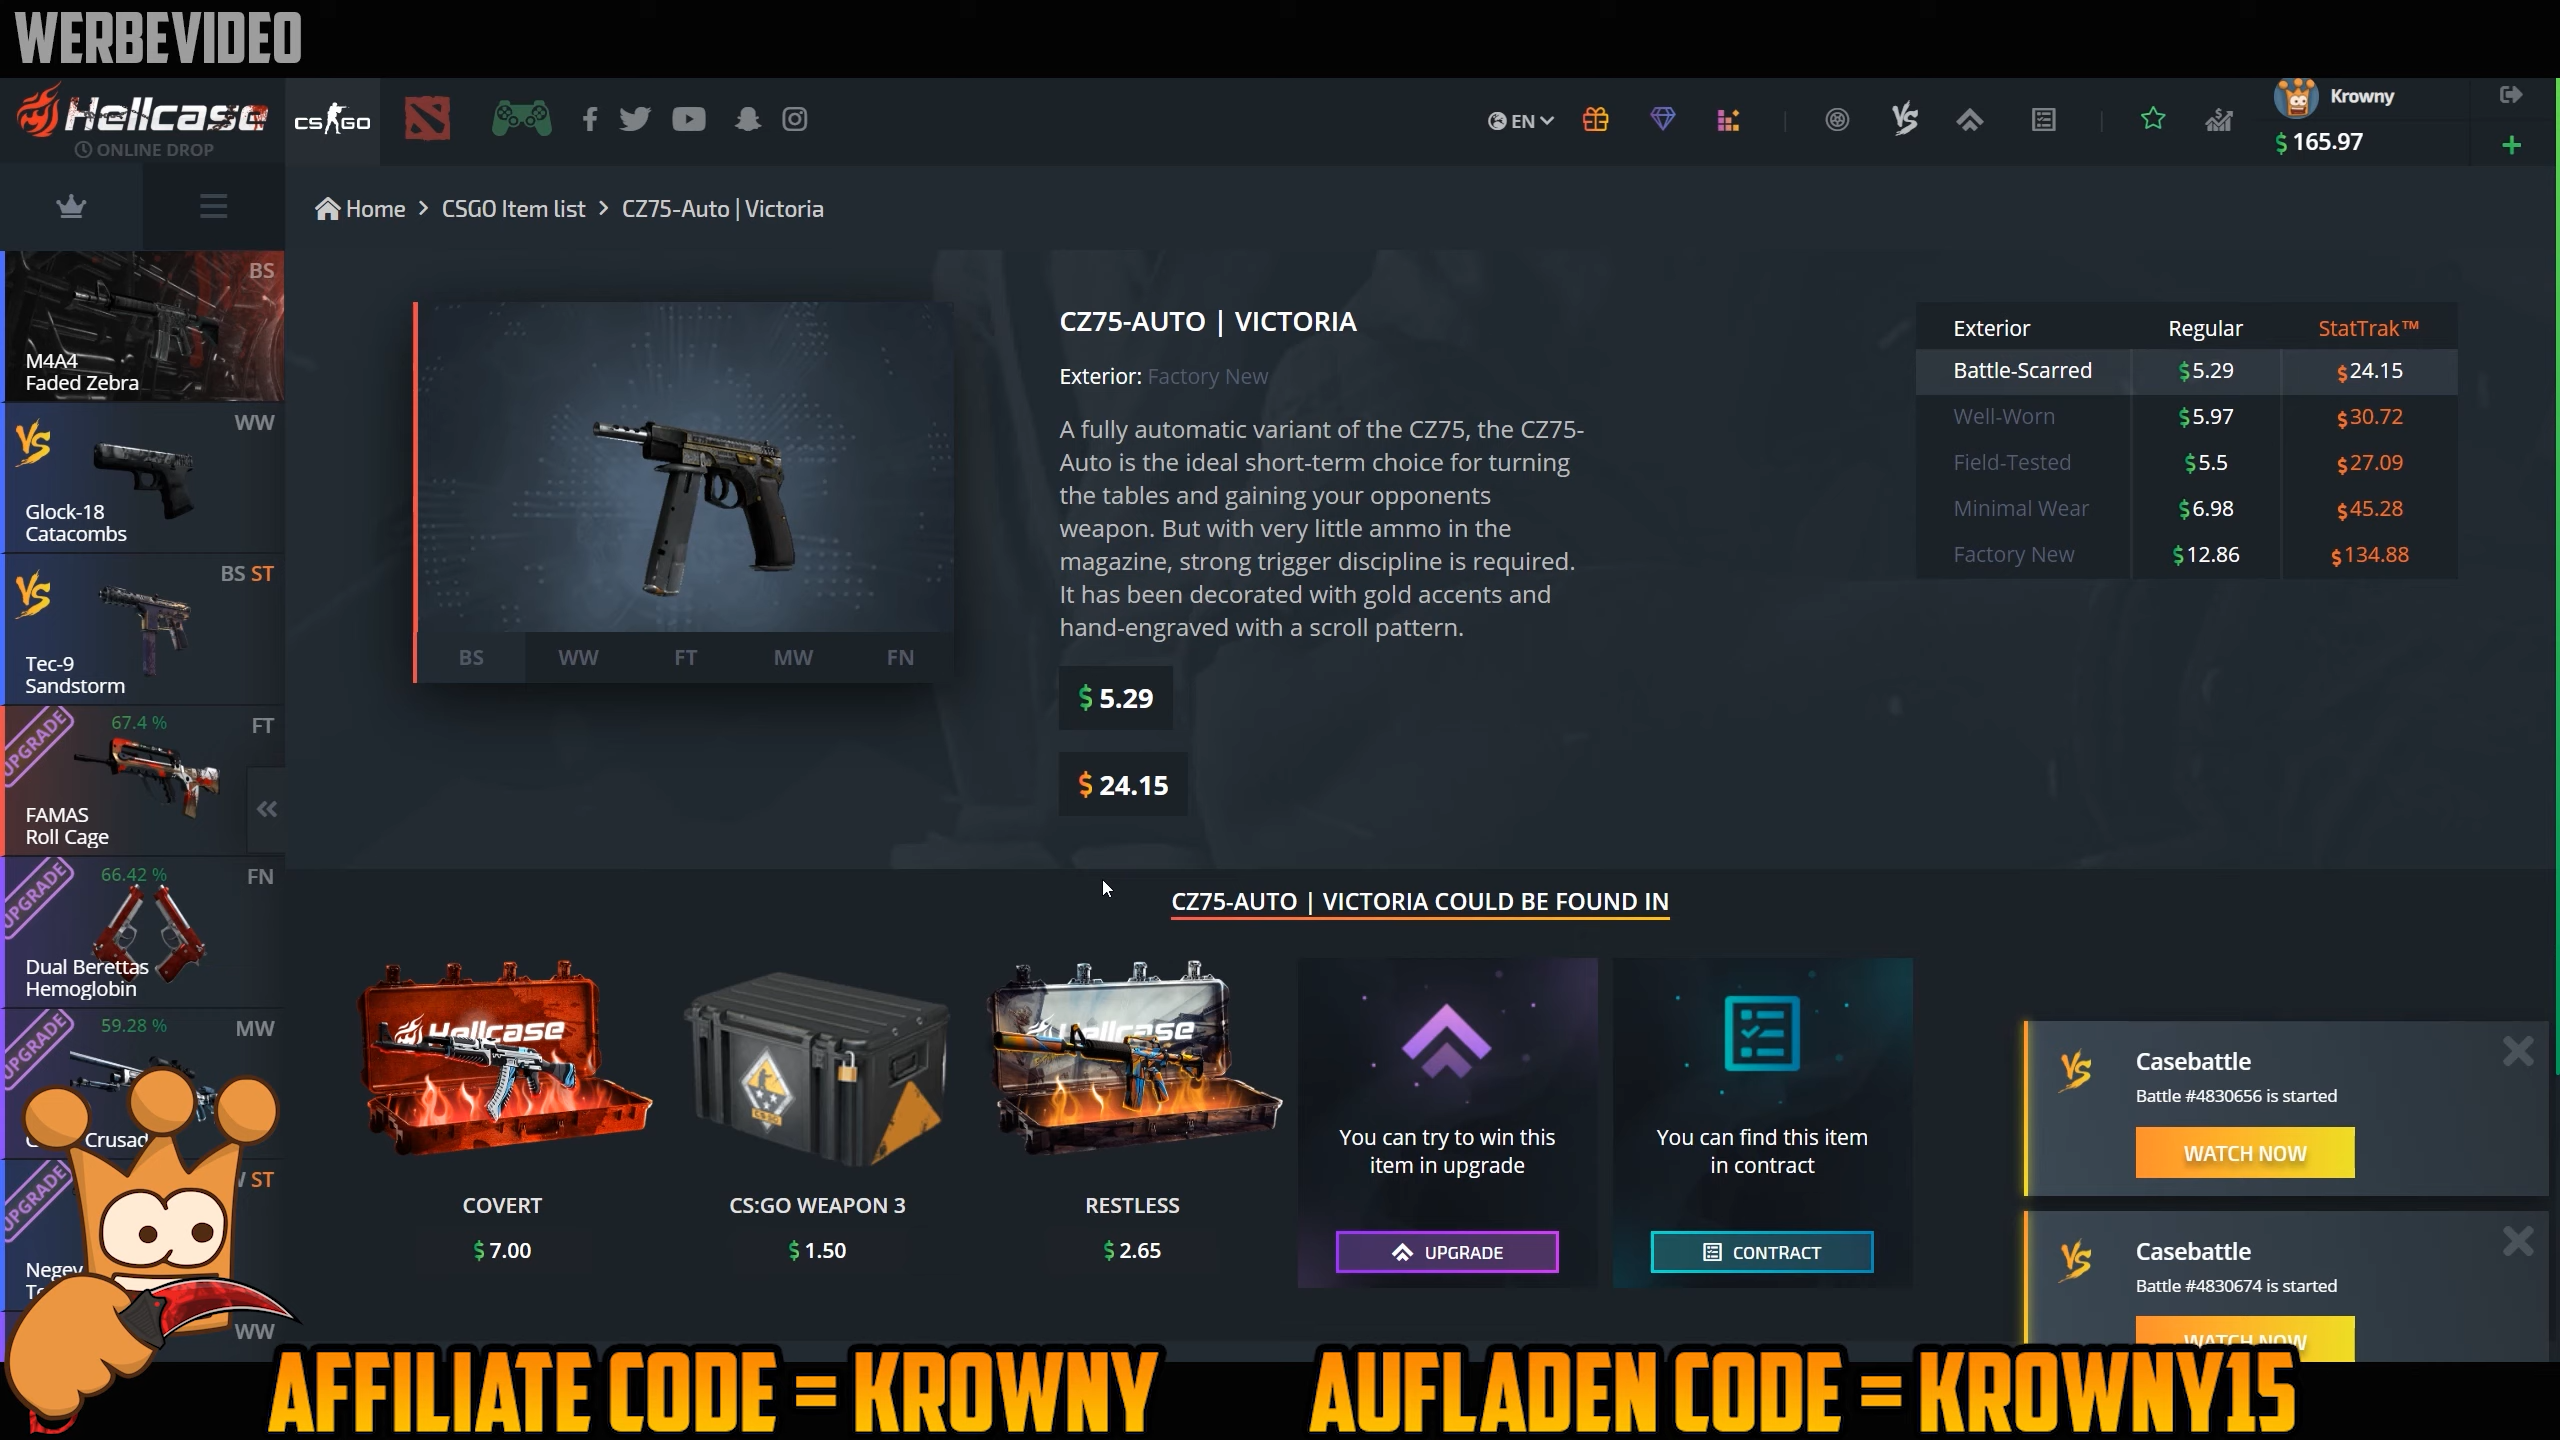 WERBEVIDEO
Hellcase
ONLINE DROP
CS GO
EN
Krowny
$ 165.97
Home > CSGO Item list > CZ75-Auto | Victoria
BS
M4A4
Faded Zebra
VS
WW
Glock-18
Catacombs
VS
BS ST
Tec-9
Sandstorm
UPGRADE
67.4 %
FT
FAMAS
Roll Cage
UPGRADE
66.42 %
FN
Dual Berettas
Hemoglobin
UPGRADE
59.28 %
MW
UPGRADE
ST
Negev
WW
BS WW FT MW FN
CZ75-AUTO | VICTORIA
Exterior: Factory New
A fully automatic variant of the CZ75, the CZ75-
Auto is the ideal short-term choice for turning
the tables and gaining your opponents
weapon. But with very little ammo in the
magazine, strong trigger discipline is required.
It has been decorated with gold accents and
hand-engraved with a scroll pattern.
$ 5.29
$ 24.15
Exterior Regular StatTrak™
Battle-Scarred $5.29 $24.15
Well-Worn $5.97 $30.72
Field-Tested $5.5 $27.09
Minimal Wear $6.98 $45.28
Factory New $12.86 $134.88
CZ75-AUTO | VICTORIA COULD BE FOUND IN
Hellcase
COVERT
$ 7.00
CS:GO WEAPON 3
$ 1.50
Hellcase
RESTLESS
$ 2.65
You can try to win this
item in upgrade
UPGRADE
You can find this item
in contract
CONTRACT
VS
Casebattle
Battle #4830656 is started
WATCH NOW
VS
Casebattle
Battle #4830674 is started
WATCH NOW
AFFILIATE CODE = KROWNY
AUFLADEN CODE = KROWNY15